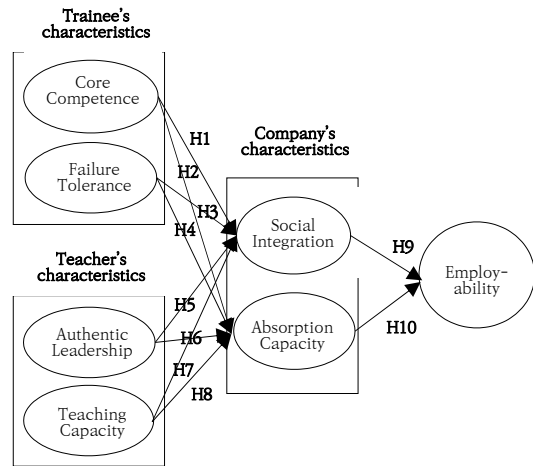 Trainee's
characteristics
Core
Competence
Failure
Tolerance
H1
H2
H3
H4
Teacher's
characteristics
Authentic
Leadership
Teaching
Capacity
H5
H6
H7
H8
Company's
characteristics
Social
Integration
Absorption
Capacity
H9
H10
Employ-
ability